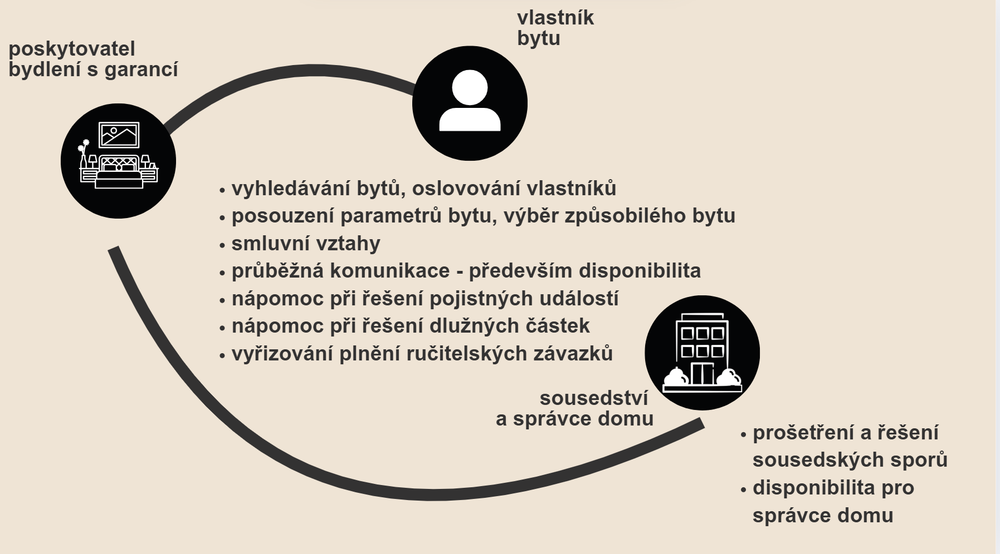 vlastník
bytu
poskytovatel
bydlení s garancí
• vyhledávání bytů, oslovování vlastníků
• posouzení parametrů bytu, výběr způsobilého bytu
• smluvní vztahy
• průběžná komunikace - především disponibilita
• nápomoc při řešení pojistných událostí
• nápomoc při řešení dlužných částek
• vyřizování plnění ručitelských závazků
sousedství
a správce domu
• prošetření a řešení
sousedských sporů
• disponibilita pro
správce domu